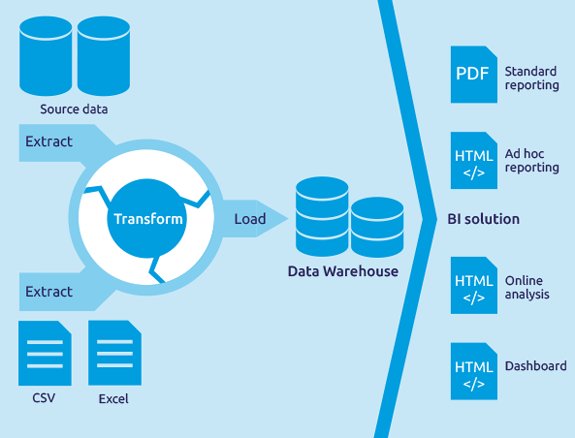 Source data
Extract
Transform
Load
Data Warehouse
Extract
CSV
Excel
PDF
Standard
reporting
HTML
</>
Ad hoc
reporting
BI solution
HTML
</>
Online
analysis
HTML
</>
Dashboard